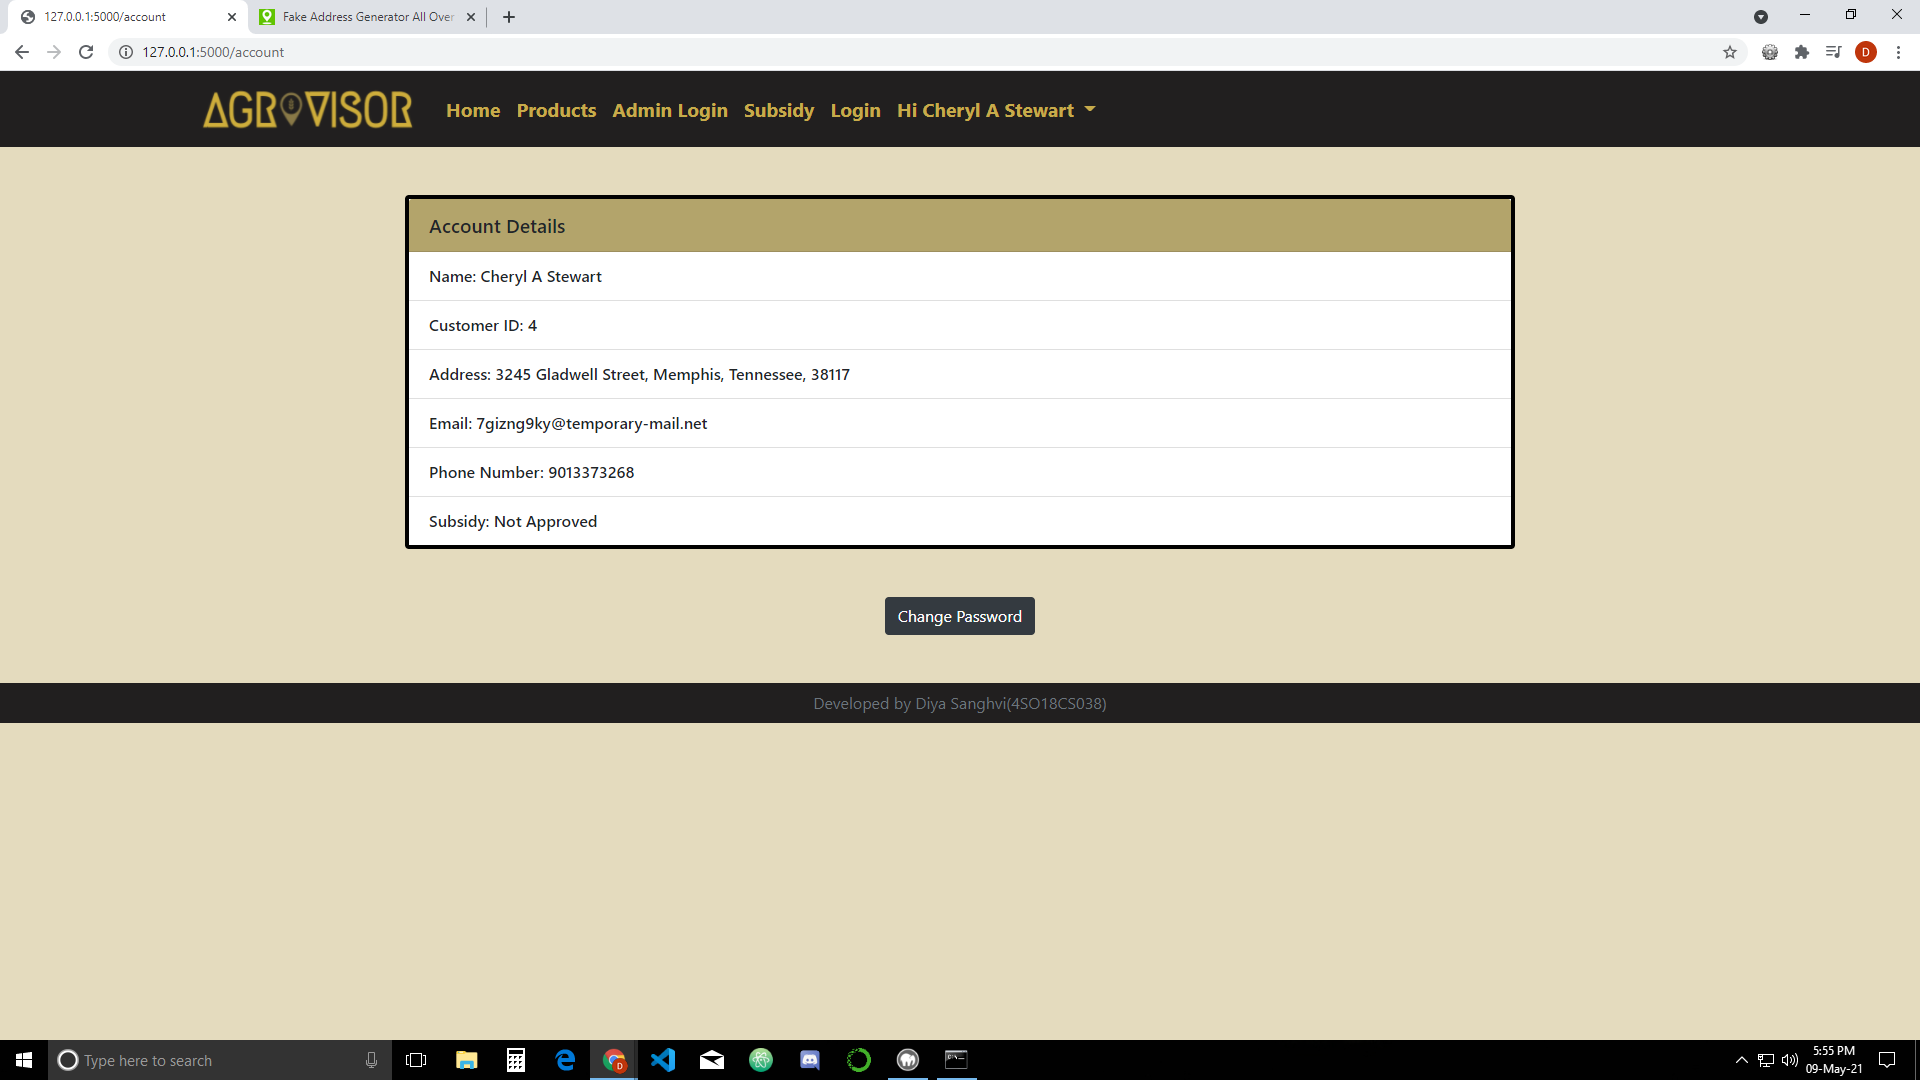 127.0.0.1:5000/account
Fake Address Generator All Over
127.0.0.1:5000/account
D
AGROVISOR
Home Products Admin Login Subsidy Login Hi Cheryl A Stewart
Account Details
Name: Cheryl A Stewart
Customer ID: 4
Address: 3245 Gladwell Street, Memphis, Tennessee, 38117
Email: 7gizng9ky@temporary-mail.net
Phone Number: 9013373268
Subsidy: Not Approved
Change Password
Developed by Diya Sanghvi(4SO18CS038)
Type here to search
D
5:55 PM
09-May-21